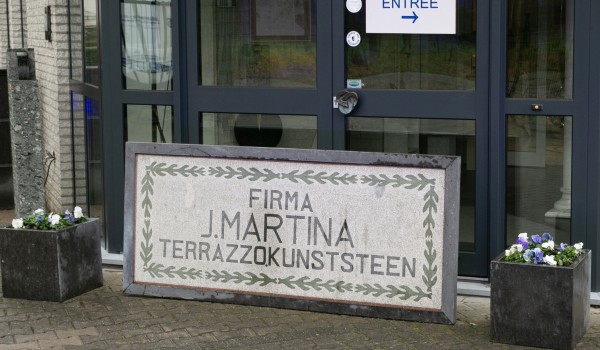 ENTREE
→
FIRMA
J. MARTINA
TERRAZZOKUNSTSTEEN